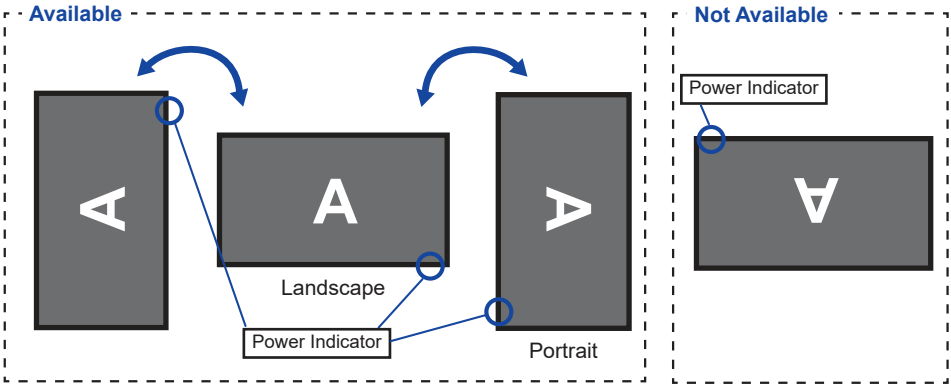 Available
A
A
A
Landscape
Power Indicator
Portrait
Not Available
Power Indicator
A